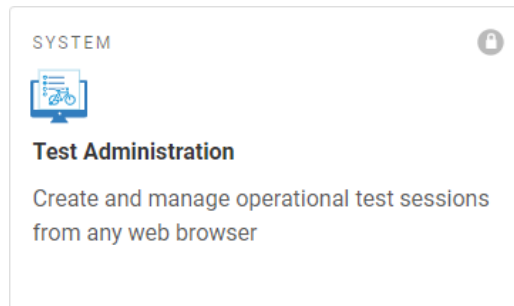 SYSTEM
Test Administration
Create and manage operational test sessions
from any web browser